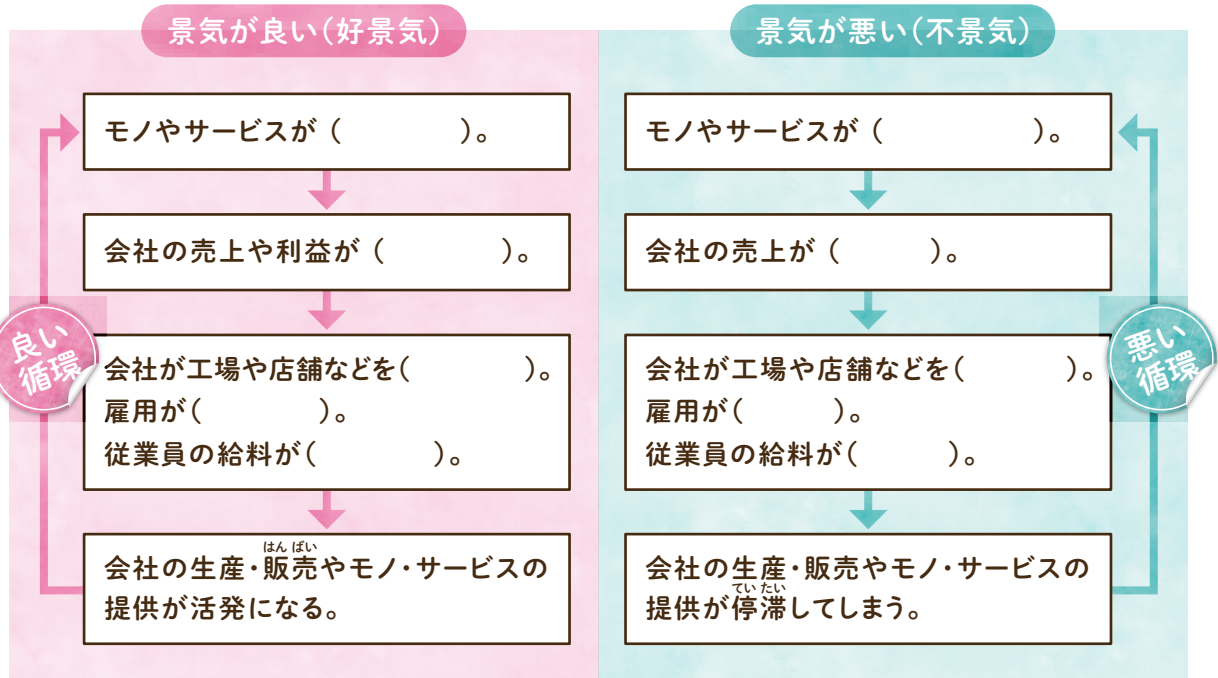 景気が良い(好景気)
モノやサービスが(　　　　)。
会社の売上や利益が(　　　　)。
会社が工場や店舗などを(　　　　)。
雇用が(　　　　)。
従業員の給料が(　　　　)。
はんばい
会社の生産・販売やモノ・サービスの
提供が活発になる。
良い
循環
景気が悪い(不景気)
モノやサービスが(　　　　　)。
会社の売上が(　　　)。
会社が工場や店舗などを(　　　　)。
雇用が(　　　)。
従業員の給料が(　　　)。
会社の生産・販売やモノ・サービスの
ていたい
提供が停滞してしまう。
悪い
循環